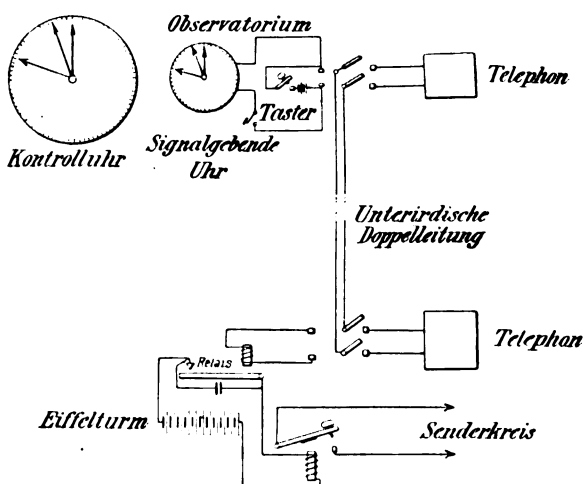 Observatorium
Telephon
Taster
Kontrolluhr
Signalgebende
Uhr
Unterirdische
Doppelleitung
Telephon
Relais
Eiffelturm
Senderkreis